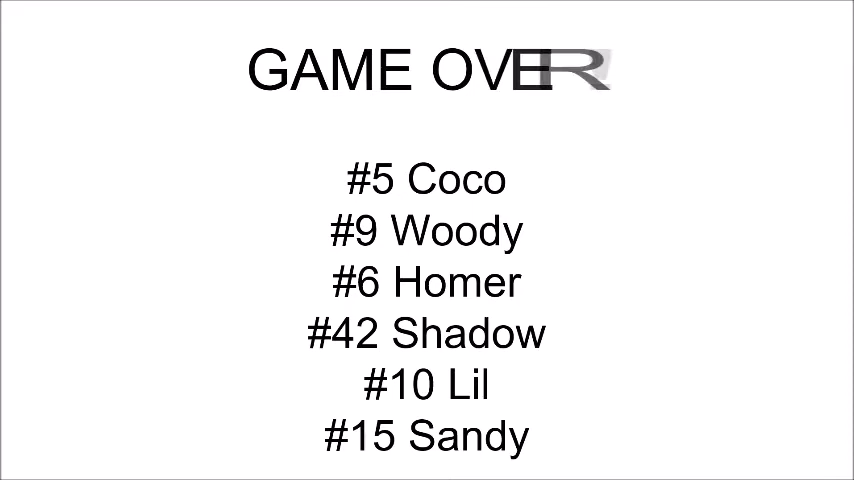 GAME OVER
#5 Coco
#9 Woody
#6 Homer
#42 Shadow
#10 Lil
#15 Sandy